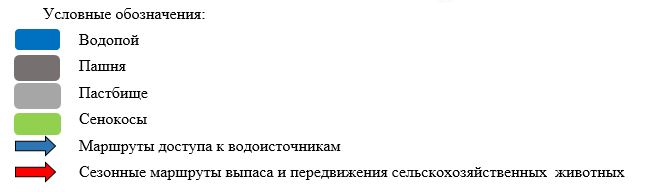 Условные обозначения:
Водопой
Пашня
Пастбище
Сенокосы
Маршруты доступа к водоисточникам
Сезонные маршруты выпаса и передвижения сельскохозяйственных животных